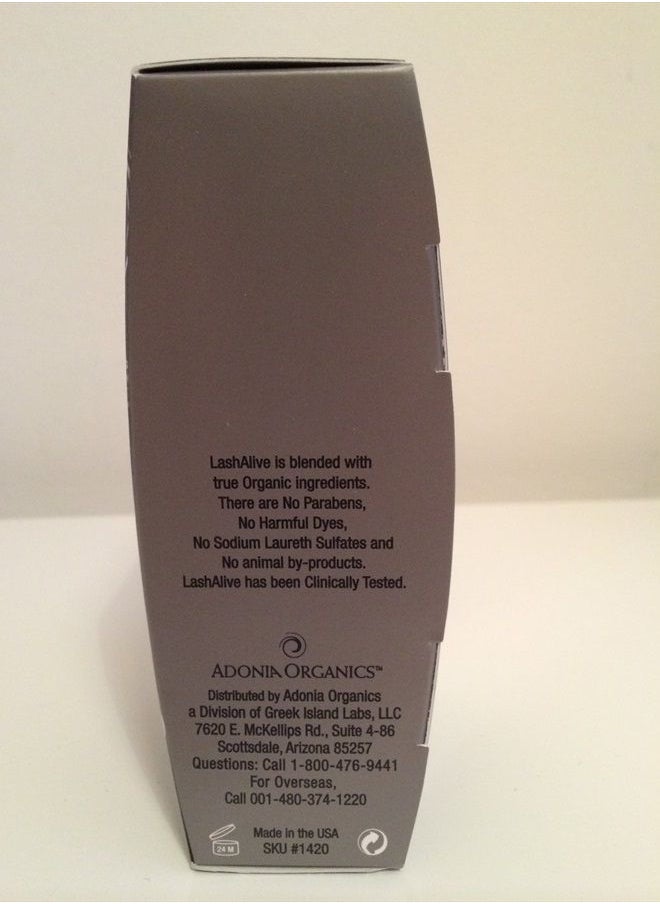 LashAlive is blended with
true Organic ingredients.
There are No Parabens,
No Harmful Dyes,
No Sodium Laureth Sulfates and
No animal by-products.
LashAlive has been Clinically Tested.
ADONIA ORGANICS™
Distributed by Adonia Organics
a Division of Greek Island Labs, LLC
7620 E. McKellips Rd., Suite 4-86
Scottsdale, Arizona 85257
Questions: Call 1-800-476-9441
For Overseas,
Call 001-480-374-1220
Made in the USA
24 M
SKU #1420